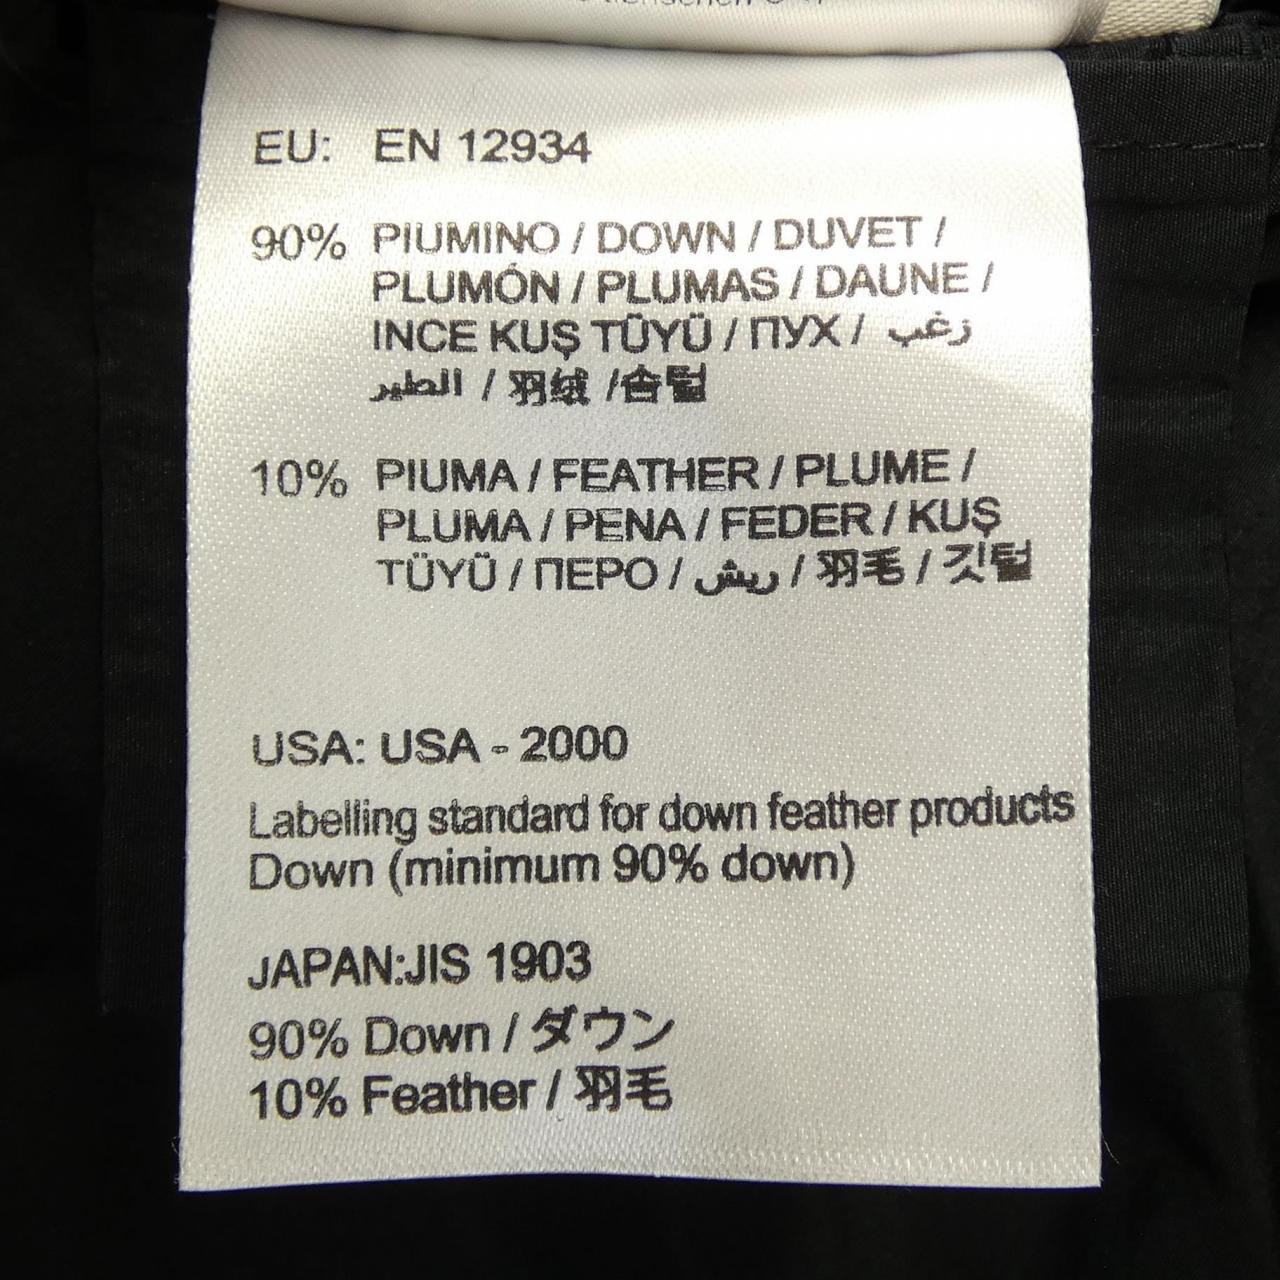 EU: EN 12934
90% PIUMINO / DOWN / DUVET /
PLUMÓN / PLUMAS / DAUNE /
INCE KUŞ TÜYÜ / ПУХ / زغب
الطير / 羽绒 /솜털
10% PIUMA / FEATHER / PLUME /
PLUMA / PENA / FEDER / KUŞ
TÜYÜ / ПЕРО / ريش / 羽毛 / 깃털
USA: USA - 2000
Labelling standard for down feather products
Down (minimum 90% down)
JAPAN:JIS 1903
90% Down / ダウン
10% Feather / 羽毛